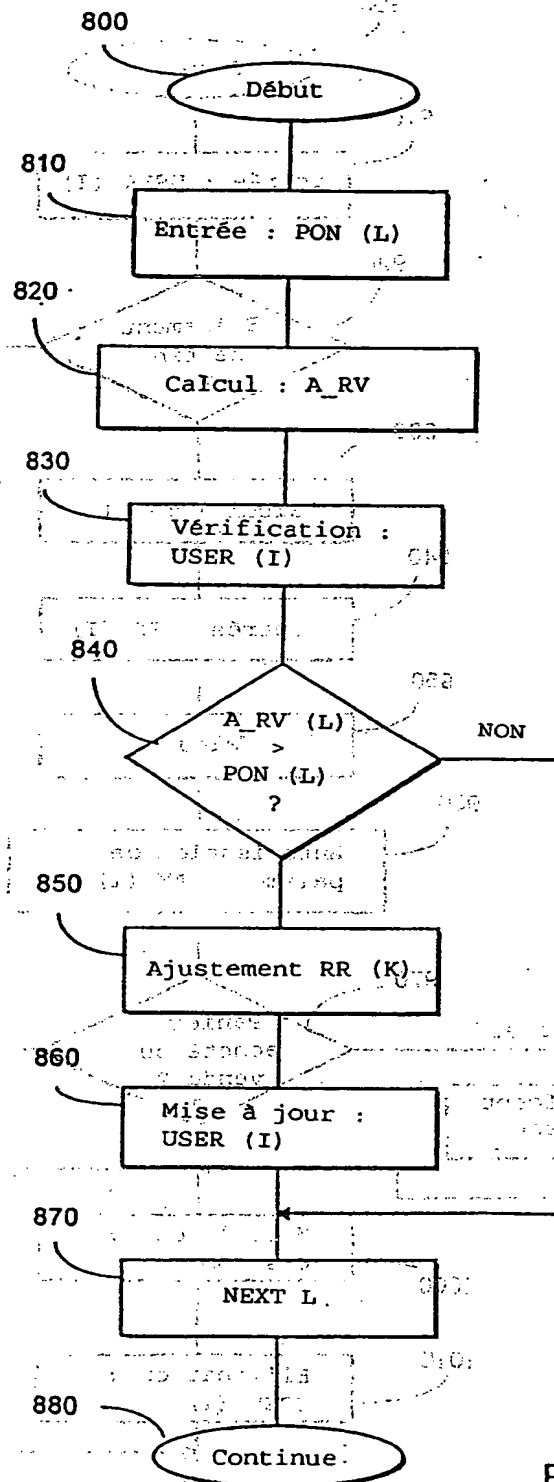 800
Début
810
Entrée : PON (L)
820
Calcul : A_RV
830
Vérification :
USER (I)
840
A_RV (L)
>
PON (L)
?
NON
850
Ajustement RR (K)
860
Mise à jour :
USER (I)
870
NEXT L
880
Continue